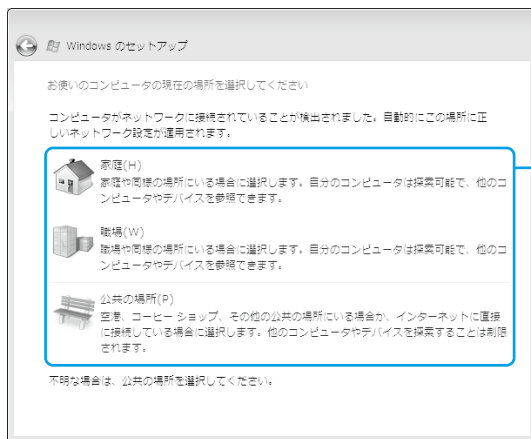 Windows のセットアップ
お使いのコンピュータの現在の場所を選択してください
コンピュータがネットワークに接続されていることが検出されました。自動的にこの場所に正
しいネットワーク設定が適用されます。
家庭(H)
家庭や同様の場所にいる場合に選択します。自分のコンピュータは探索可能で、他のコ
ンピュータやデバイスを参照できます。
職場(W)
職場や同様の場所にいる場合に選択します。自分のコンピュータは探索可能で、他のコ
ンピュータやデバイスを参照できます。
公共の場所(P)
空港、コーヒー ショップ、その他の公共の場所にいる場合か、インターネットに直接
に接続している場合に選択します。他のコンピュータやデバイスを探索することは制限
されます。
不明な場合は、公共の場所を選択してください。